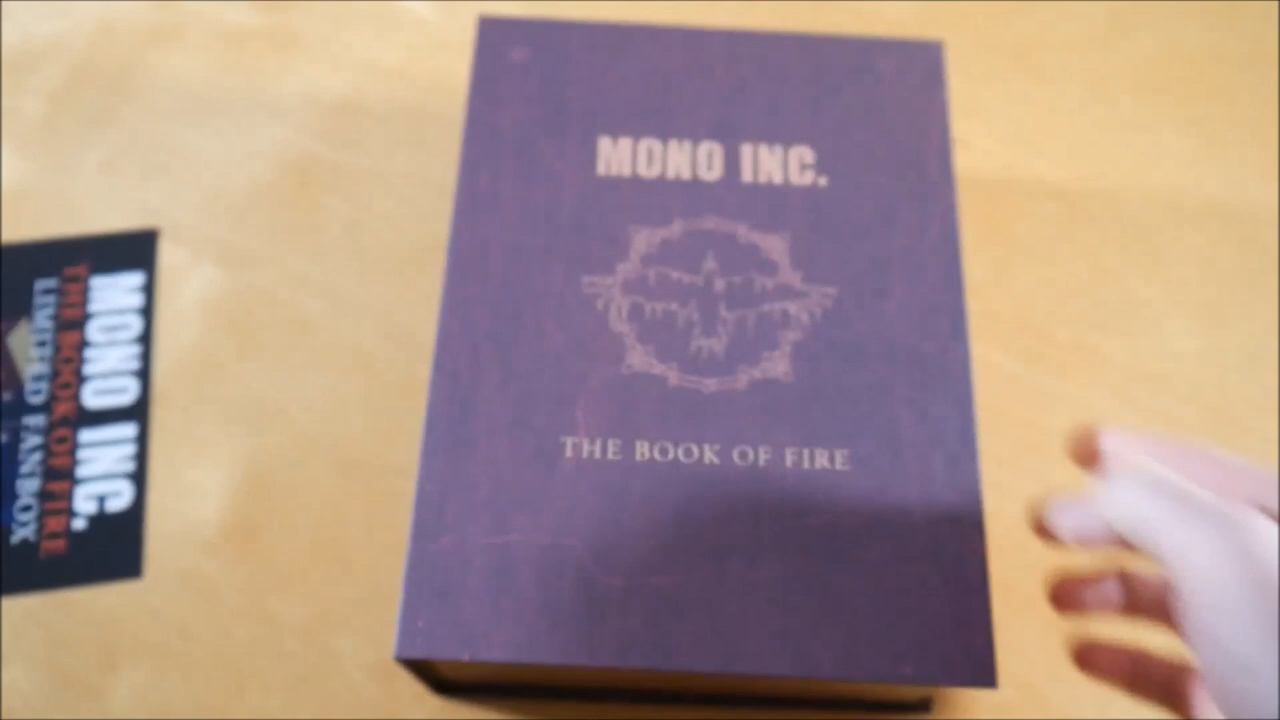 MONO INC.
THE BOOK OF FIRE
MONO INC.
THE BOOK OF FIRE
LIMITED FANBOX